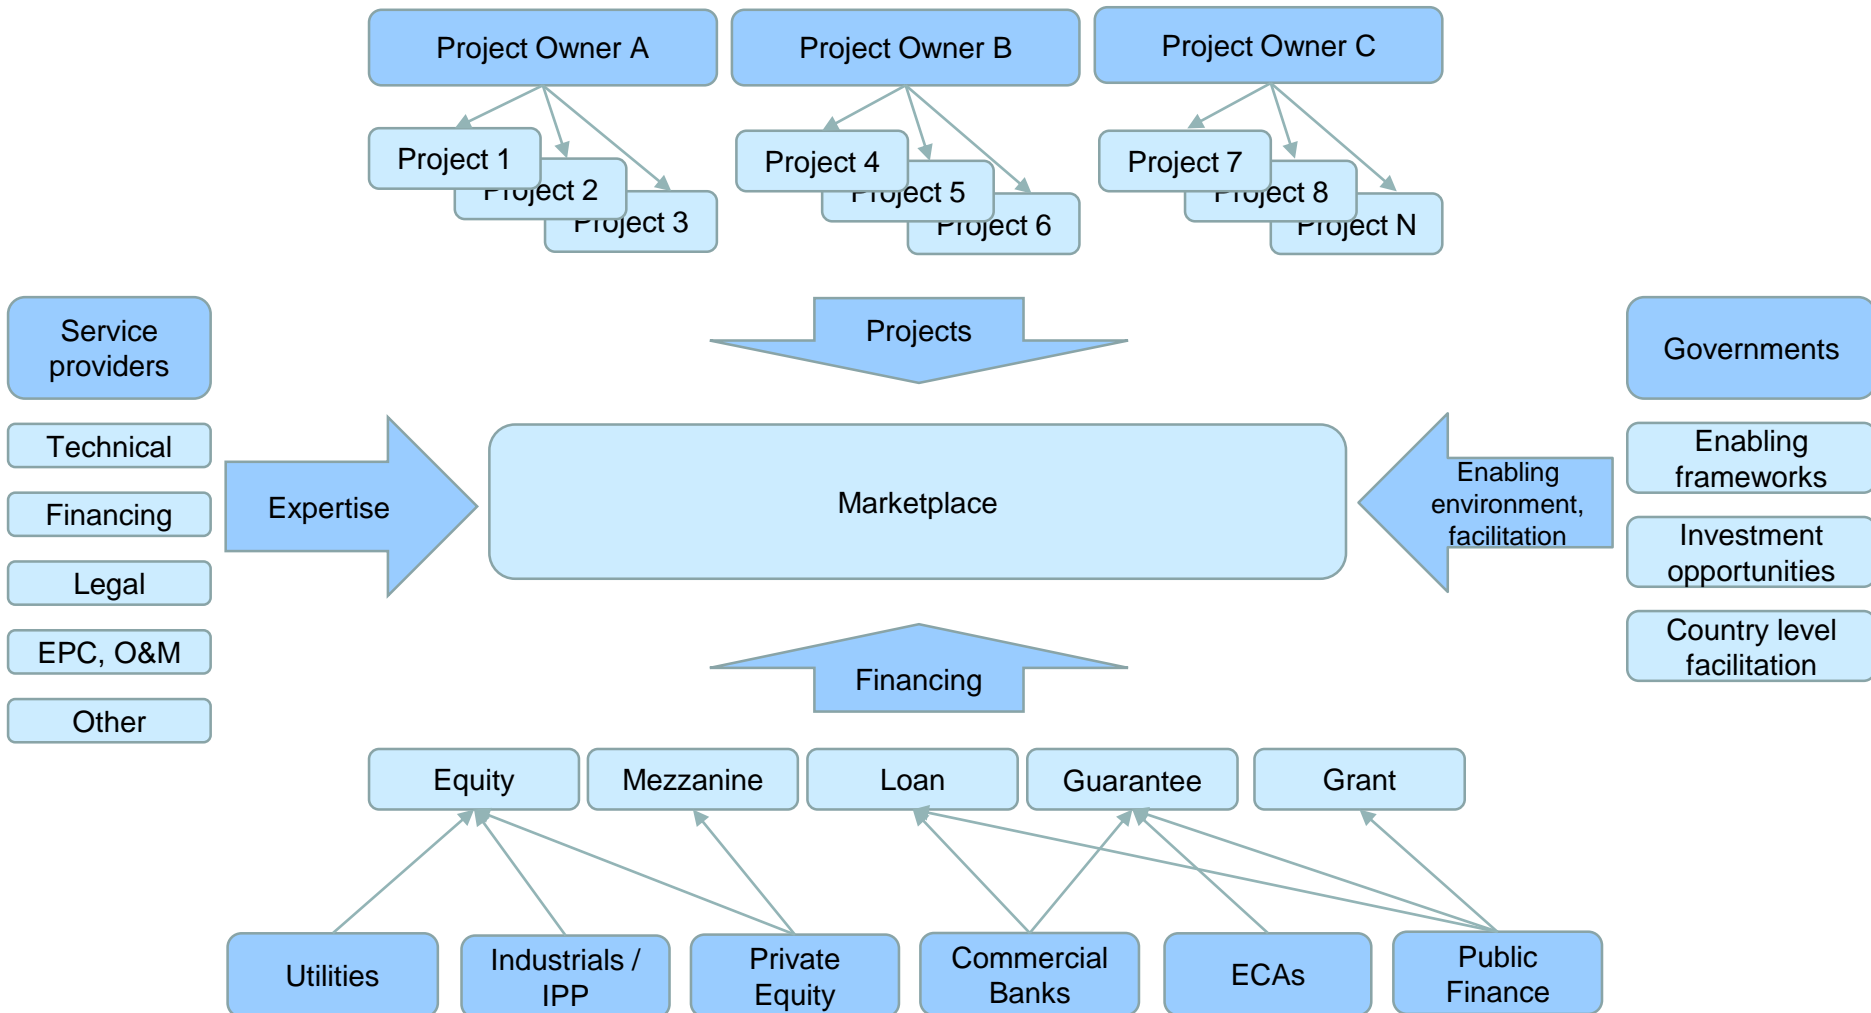 Project Owner A
Project Owner B
Project Owner C
Project 1
Project 2
Project 3
Project 4
Project 5
Project 6
Project 7
Project 8
Project N
Projects
Service
providers
Technical
Financing
Legal
EPC, O&M
Other
Expertise
Marketplace
Enabling
environment,
facilitation
Governments
Enabling
frameworks
Investment
opportunities
Country level
facilitation
Financing
Equity
Mezzanine
Loan
Guarantee
Grant
Utilities
Industrials /
IPP
Private
Equity
Commercial
Banks
ECAs
Public
Finance